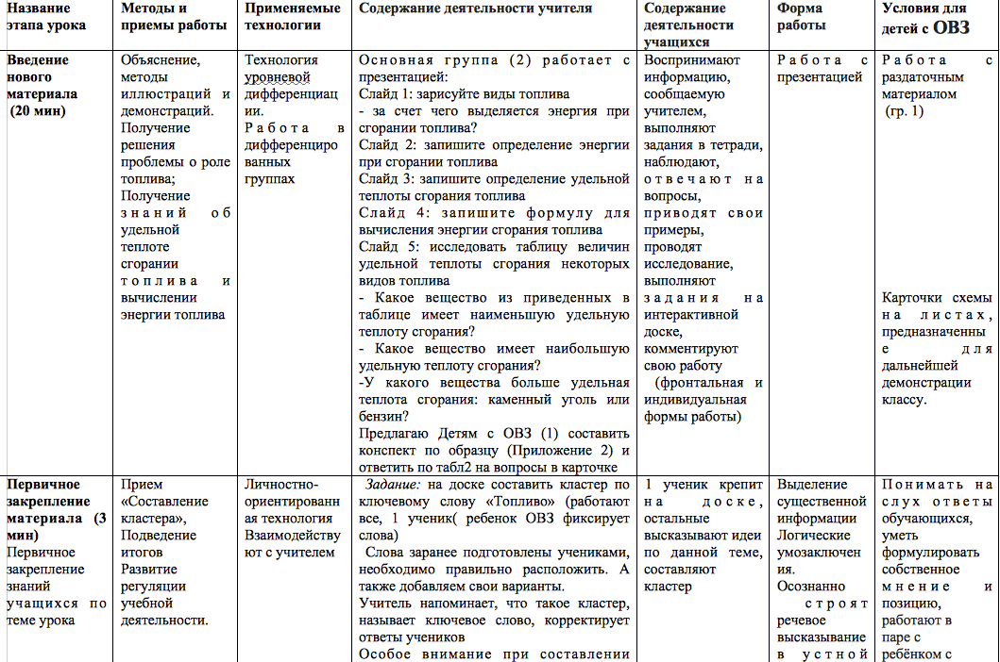 Название
этапа урока
Методы и
приемы работы
Применяемые
технологии
Содержание деятельности учителя
Содержание
деятельности
учащихся
Форма
работы
Условия для
детей с ОВЗ
Введение
нового
материала
(20 мин)
Объяснение,
методы
иллюстраций и
демонстраций.
Получение
решения
проблемы о роле
топлива;
Получение
знаний об
удельной
теплоте
сгорании
топлива и
вычислении
энергии топлива
Технология
уровневой
дифференциац
ии.
Работа в
дифференциро
ванных
группах
Основная группа (2) работает с
презентацией:
Слайд 1: зарисуйте виды топлива
- за счет чего выделяется энергия при
сгорании топлива?
Слайд 2: запишите определение энергии
при сгорании топлива
Слайд 3: запишите определение удельной
теплоты сгорания топлива
Слайд 4: запишите формулу для
вычисления энергии сгорания топлива
Слайд 5: исследовать таблицу величин
удельной теплоты сгорания некоторых
видов топлива
- Какое вещество из приведенных в
таблице имеет наименьшую удельную
теплоту сгорания?
- Какое вещество имеет наибольшую
удельную теплоту сгорания?
-У какого вещества больше удельная
теплота сгорания: каменный уголь или
бензин?
Предлагаю Детям с ОВЗ (1) составить
конспект по образцу (Приложение 2) и
ответить по табл2 на вопросы в карточке
Воспринимают
информацию,
сообщаемую
учителем,
выполняют
задания в тетради,
наблюдают,
отвечают на
вопросы,
приводят свои
примеры,
проводят
исследование,
выполняют
задания на
интерактивной
доске,
комментируют
свою работу
(фронтальная и
индивидуальная
формы работы)
Работа с
презентацией
Работа с
раздаточным
материалом
(гр. 1)
Карточки схемы
на листах,
предназначенны
е для
дальнейшей
демонстрации
классу.
Первичное
закрепление
материала (3
мин)
Первичное
закрепление
знаний
учащихся по
теме урока
Прием
«Составление
кластера»,
Подведение
итогов
Развитие
регуляции
учебной
деятельности.
Личностно-
ориентированн
ая технология
Взаимодейству
ют с учителем
Задание: на доске составить кластер по
ключевому слову «Топливо» (работают
все, 1 ученик( ребенок ОВЗ фиксирует
слова)
Слова заранее подготовлены учениками,
необходимо правильно расположить. А
также добавляем свои варианты.
Учитель напоминает, что такое кластер,
называет ключевое слово, корректирует
ответы учеников
Особое внимание при составлении
1 ученик крепит
на доске,
остальные
высказывают идеи
по данной теме,
составляют
кластер
Выделение
существенной
информации
Логические
умозаключен
ия.
Осознанно
строят
речевое
высказывание
в устной
Понимать на
слух ответы
обучающихся,
уметь
формулировать
собственное
мнение и
позицию,
работают в
паре с
ребёнком с